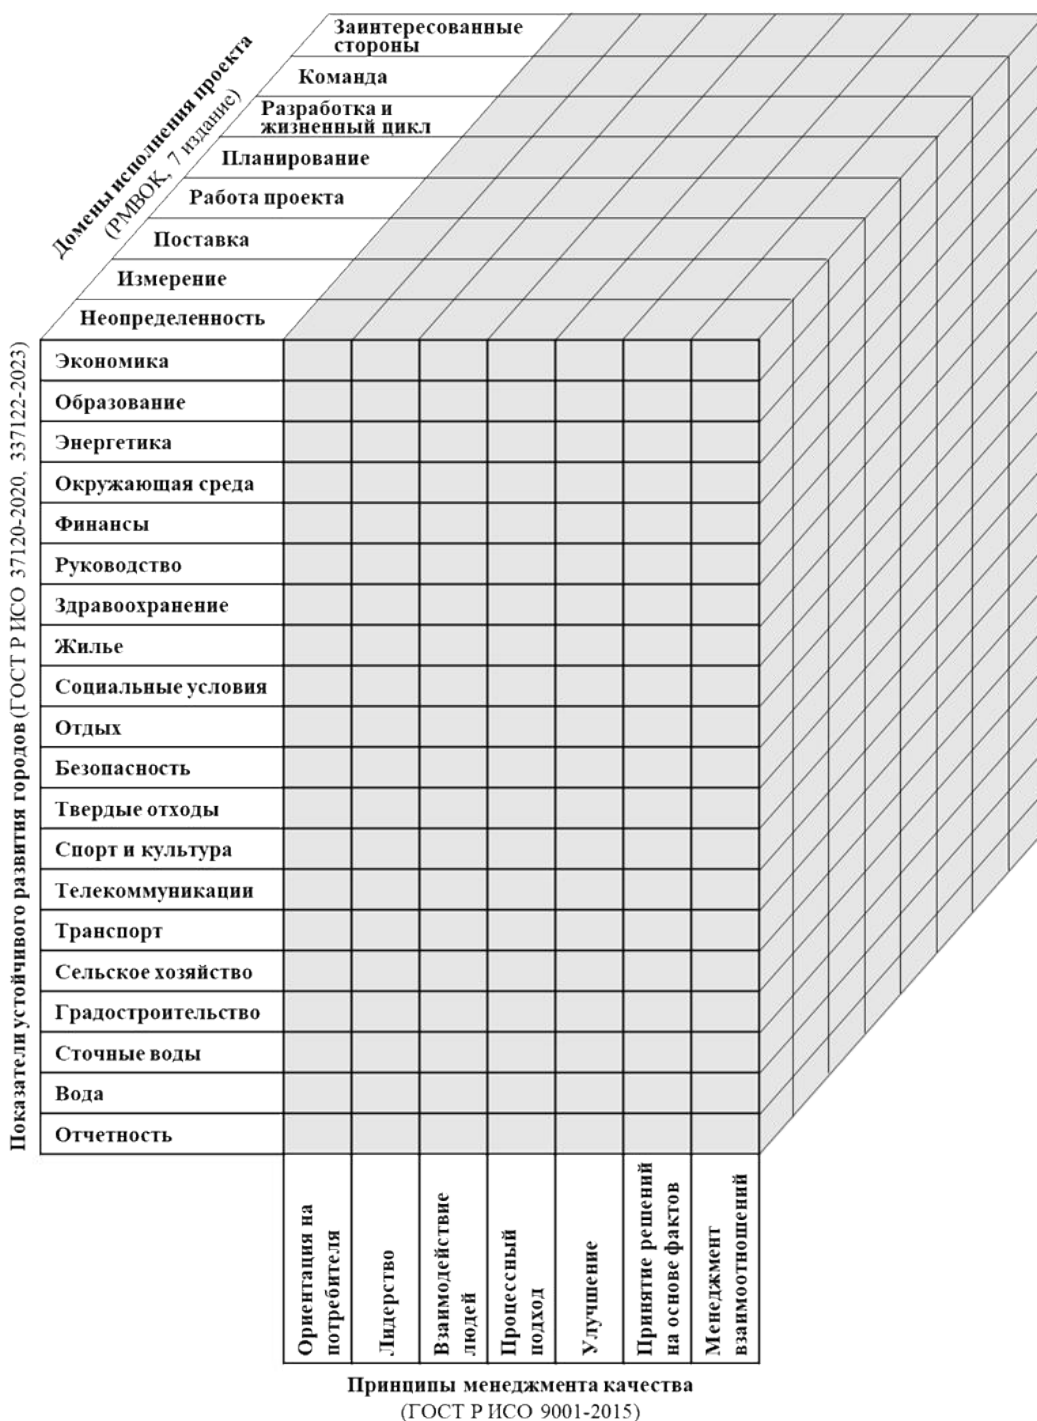 Домены исполнения проекта
(PMBOK, 7 издание)
Заинтересованные
стороны
Команда
Разработка и
жизненный цикл
Планирование
Работа проекта
Поставка
Измерение
Неопределенность
Показатели устойчивого развития городов (ГОСТ Р ИСО 37120-2020, 337122-2023)
Экономика
Образование
Энергетика
Окружающая среда
Финансы
Руководство
Здравоохранение
Жилье
Социальные условия
Отдых
Безопасность
Твердые отходы
Спорт и культура
Телекоммуникации
Транспорт
Сельское хозяйство
Градостроительство
Сточные воды
Вода
Отчетность
Ориентация на
потребителя
Лидерство
Взаимодействие
людей
Процессный
подход
Улучшение
Принятие решений
на основе фактов
Менеджмент
взаимоотношений
Принципы менеджмента качества
(ГОСТ Р ИСО 9001-2015)